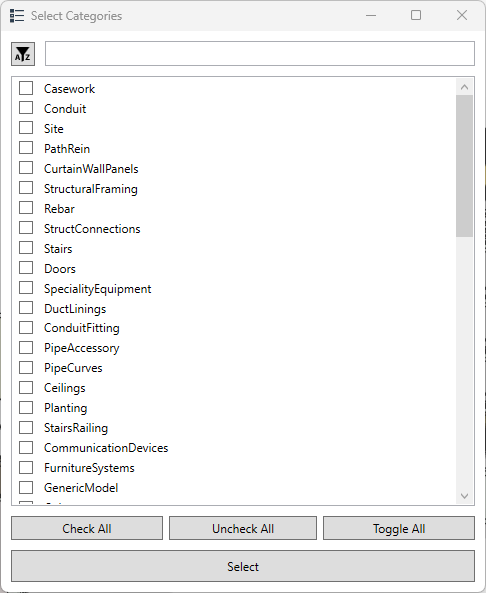 Select Categories
AZ
Casework
Conduit
Site
PathRein
CurtainWallPanels
StructuralFraming
Rebar
StructConnections
Stairs
Doors
SpecialityEquipment
DuctLinings
ConduitFitting
PipeAccessory
PipeCurves
Ceilings
Planting
StairsRailing
CommunicationDevices
FurnitureSystems
GenericModel
Check All
Uncheck All
Toggle All
Select